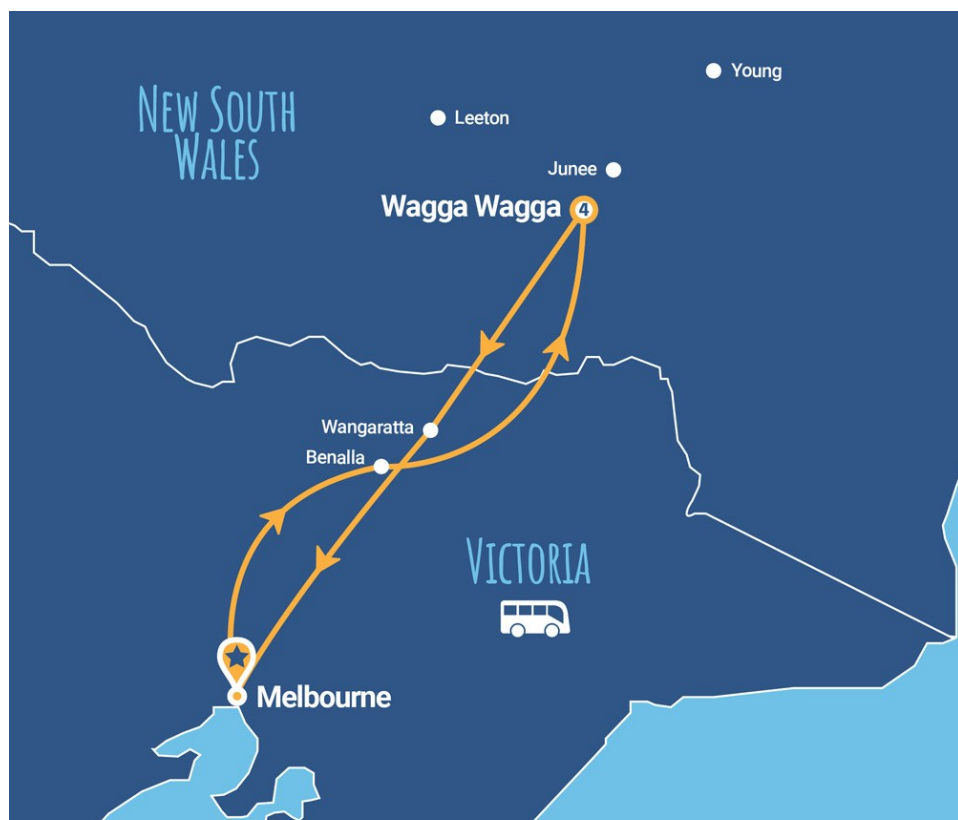 Young
NEW SOUTH
WALES
Leeton
Junee
Wagga Wagga
4
Wangaratta
Benalla
VICTORIA
Melbourne